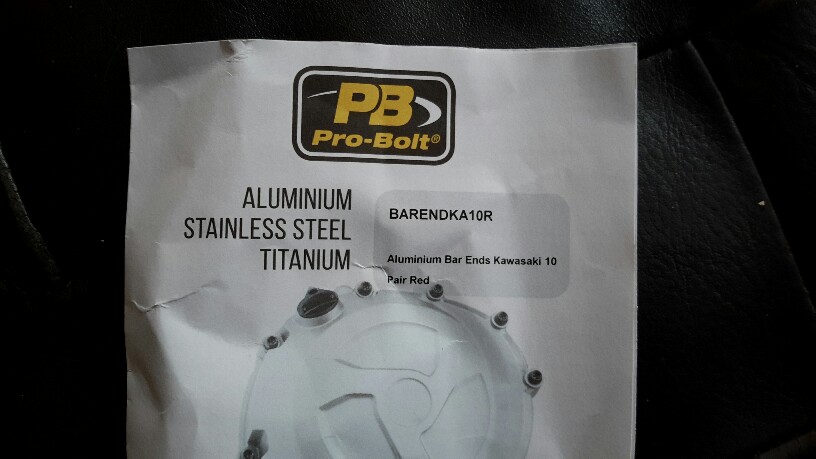 PB
Pro-Bolt®
ALUMINIUM
STAINLESS STEEL
TITANIUM
BARENDKA10R
Aluminium Bar Ends Kawasaki 10
Pair Red